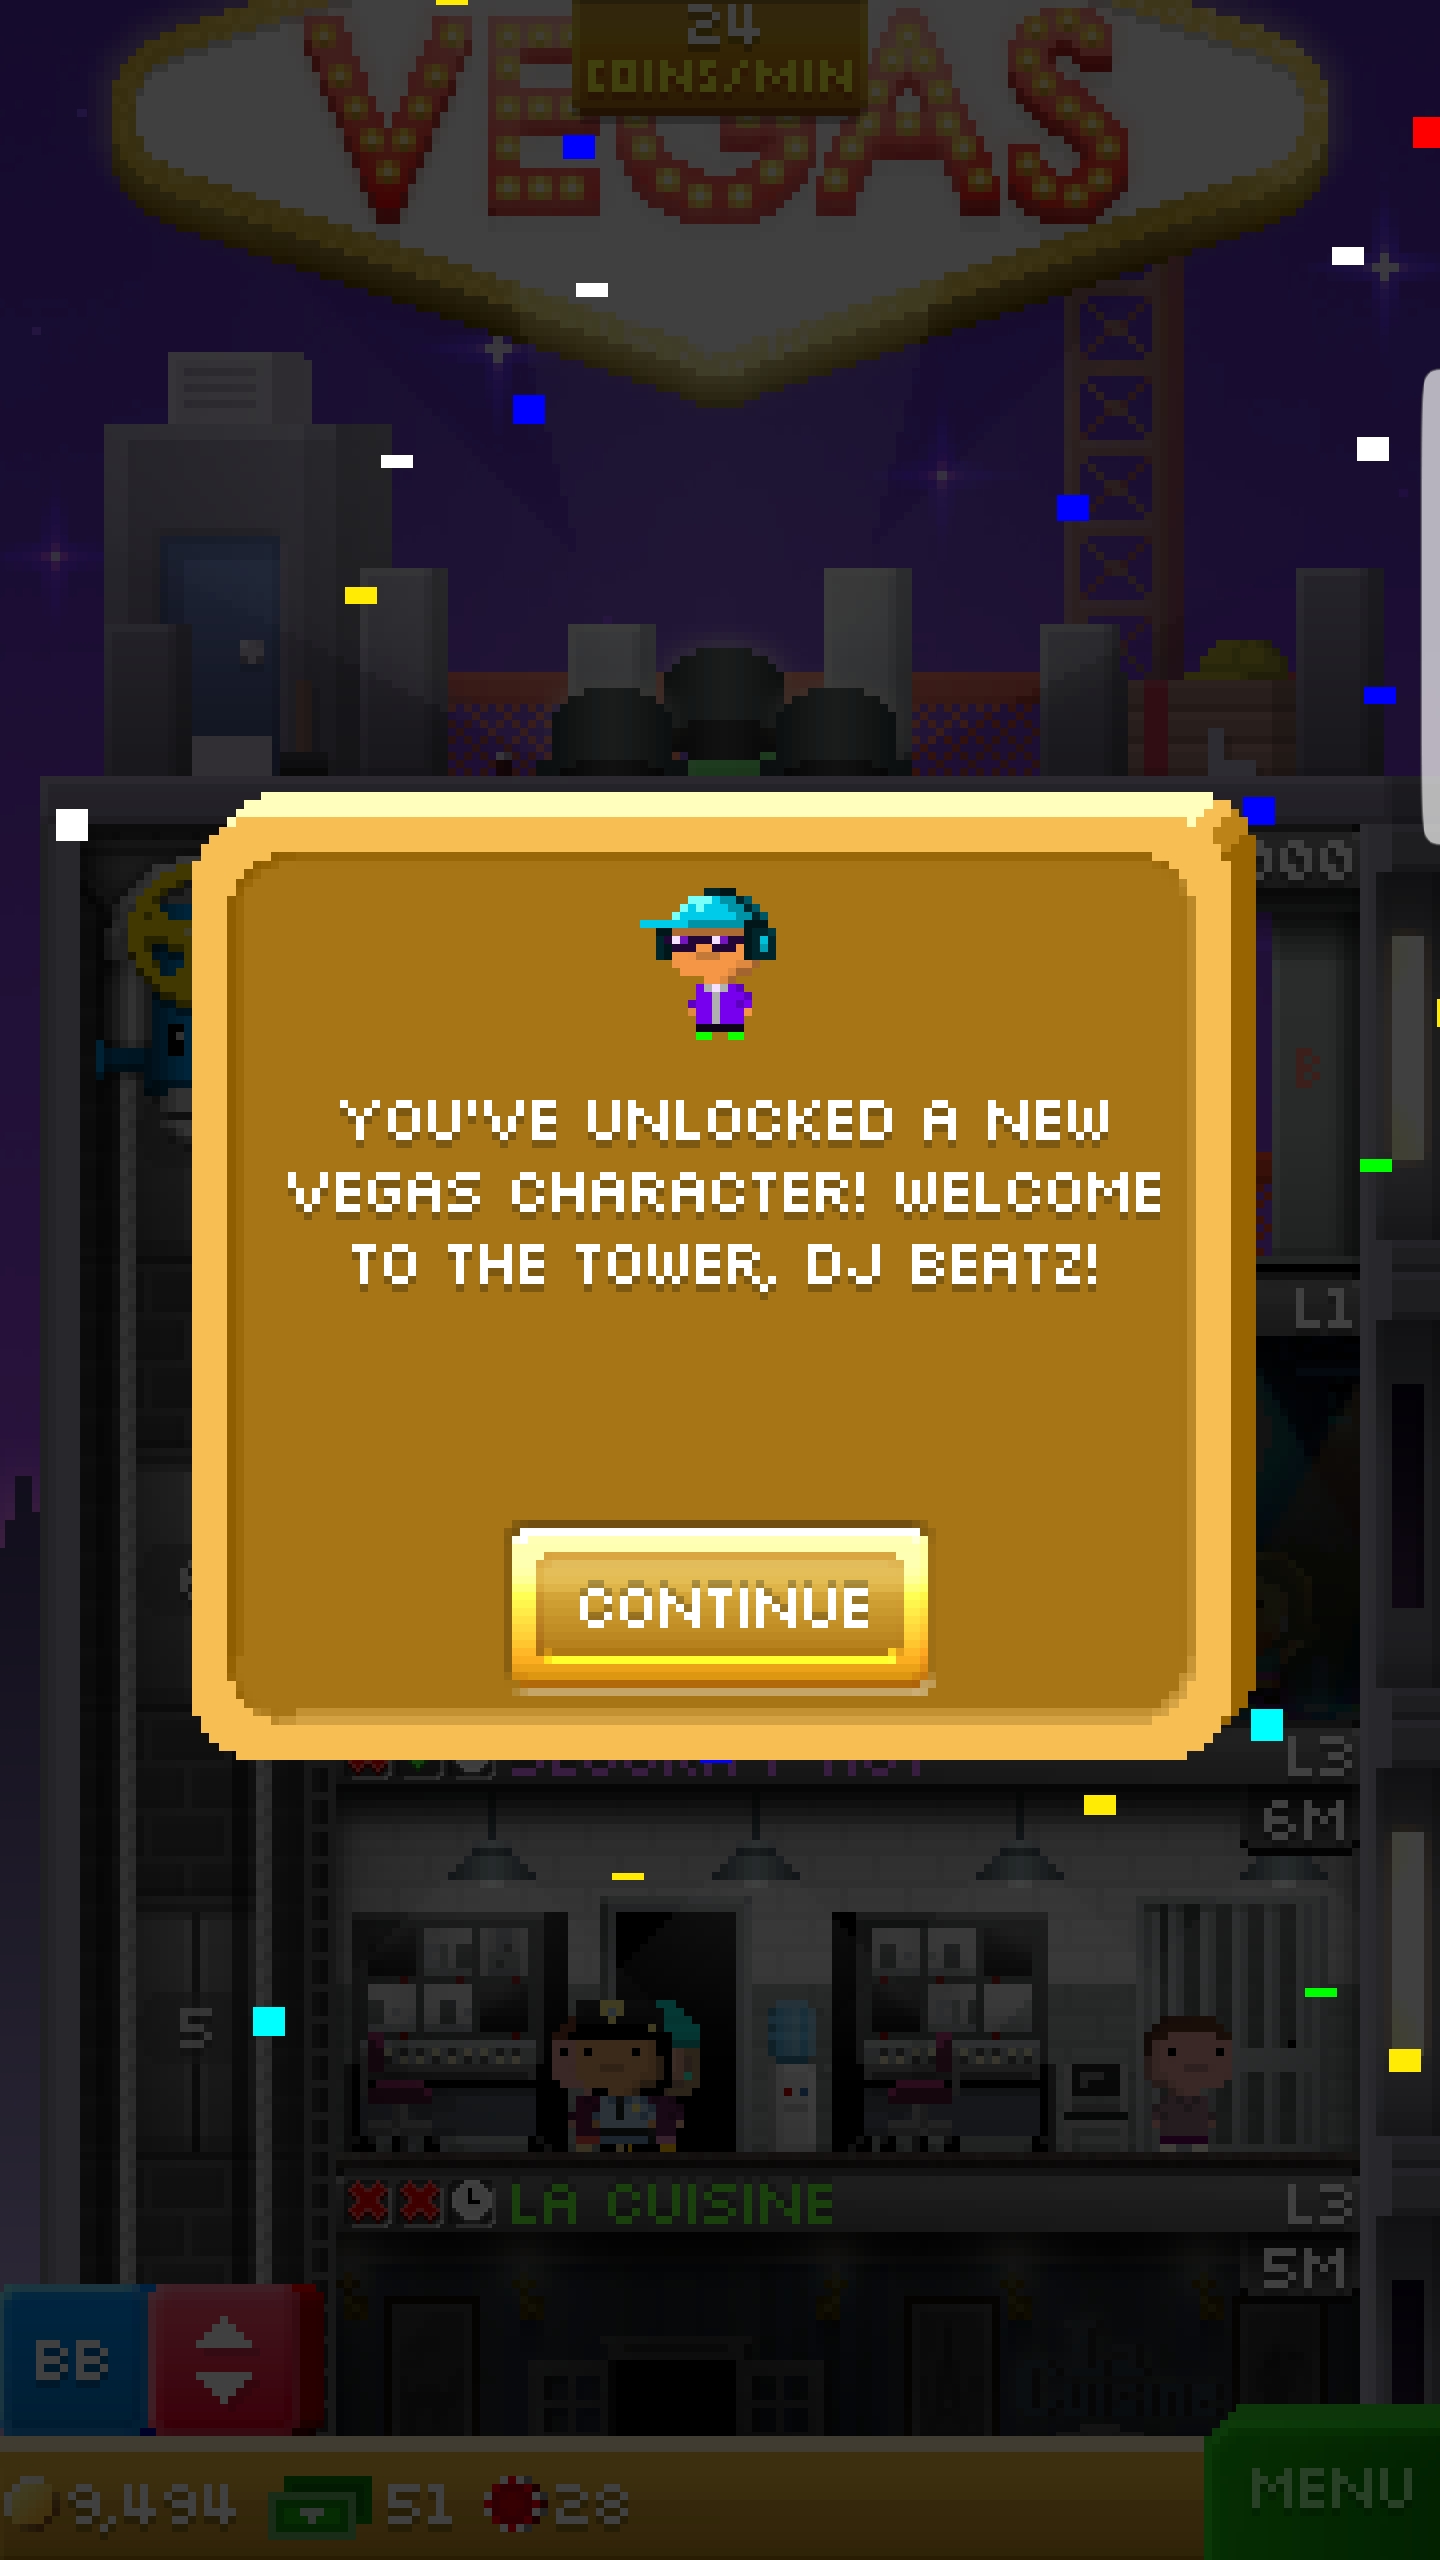 VEGAS
24
COINS/MIN
YOU'VE UNLOCKED A NEW
VEGAS CHARACTER! WELCOME
TO THE TOWER, DJ BEATZ!
L1
CONTINUE
L3
6M
5
LA CUISINE
L3
5M
BB
9,494
51
28
MENU